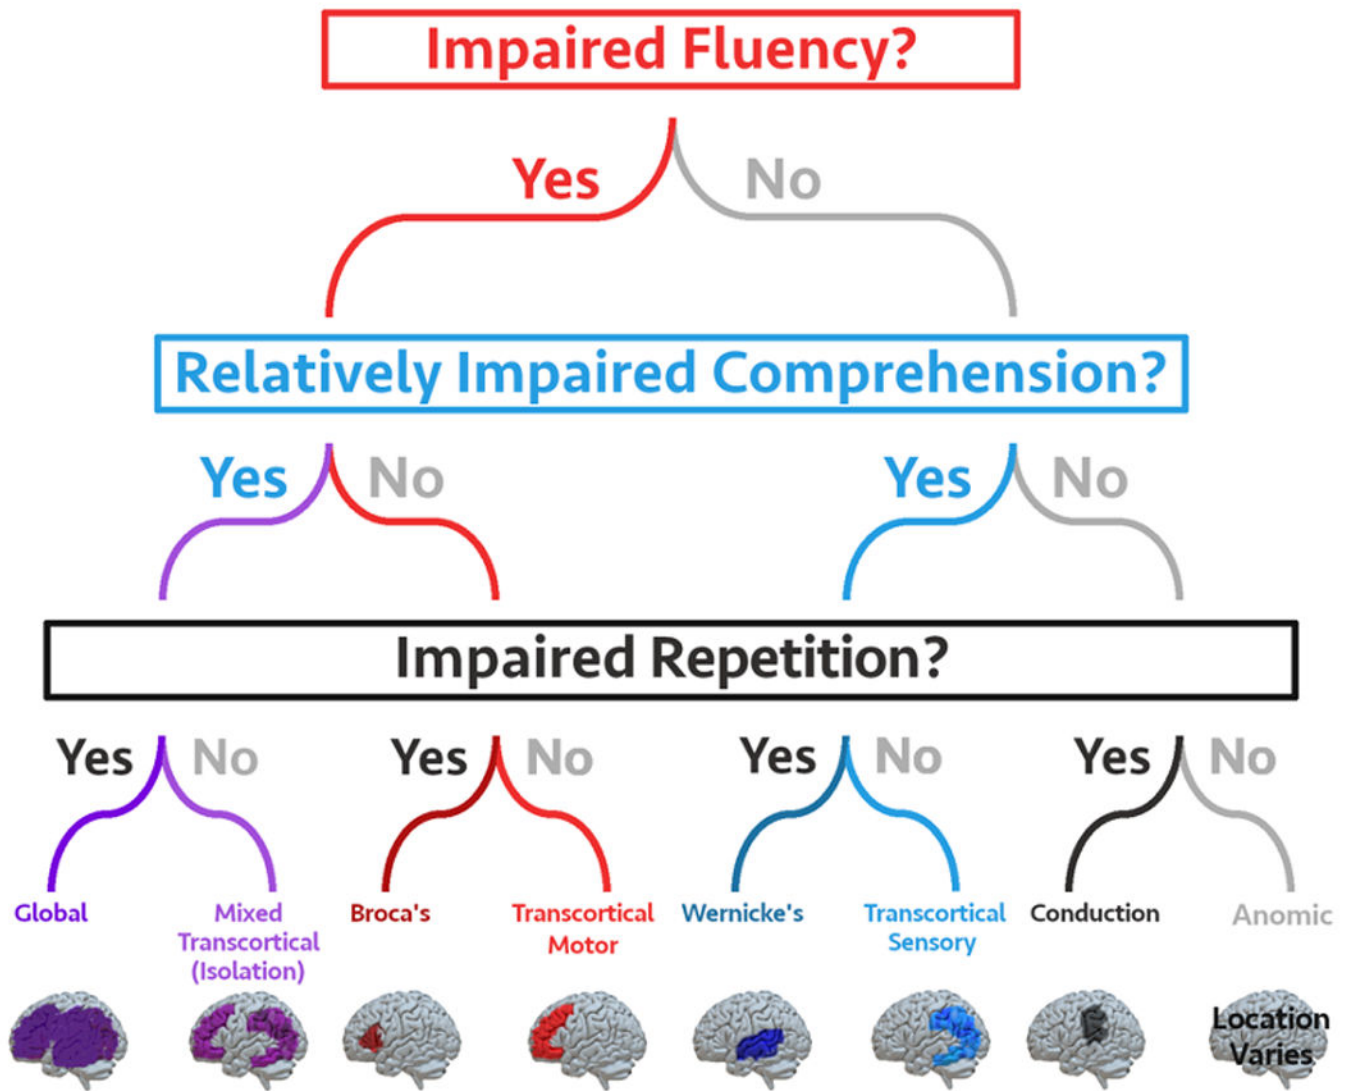 Impaired Fluency?
Yes No
Relatively Impaired Comprehension?
Yes No Yes No
Impaired Repetition?
Yes No Yes No Yes No Yes No
Global
Mixed
Transcortical
(Isolation)
Broca's
Transcortical
Motor
Wernicke's
Transcortical
Sensory
Conduction
Anomic
Location
Varies